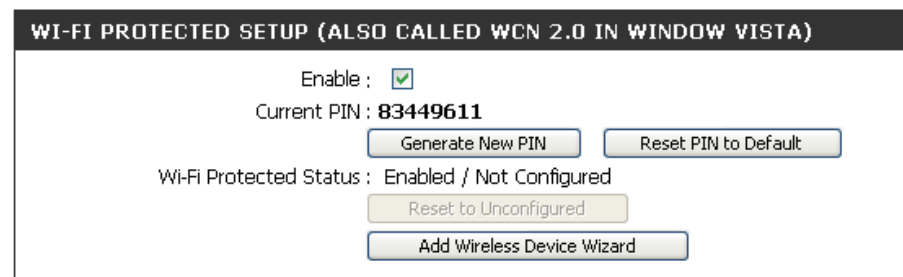 WI-FI PROTECTED SETUP (ALSO CALLED WCN 2.0 IN WINDOW VISTA)
Enable :
Current PIN : 83449611
Generate New PIN Reset PIN to Default
Wi-Fi Protected Status : Enabled / Not Configured
Reset to Unconfigured
Add Wireless Device Wizard